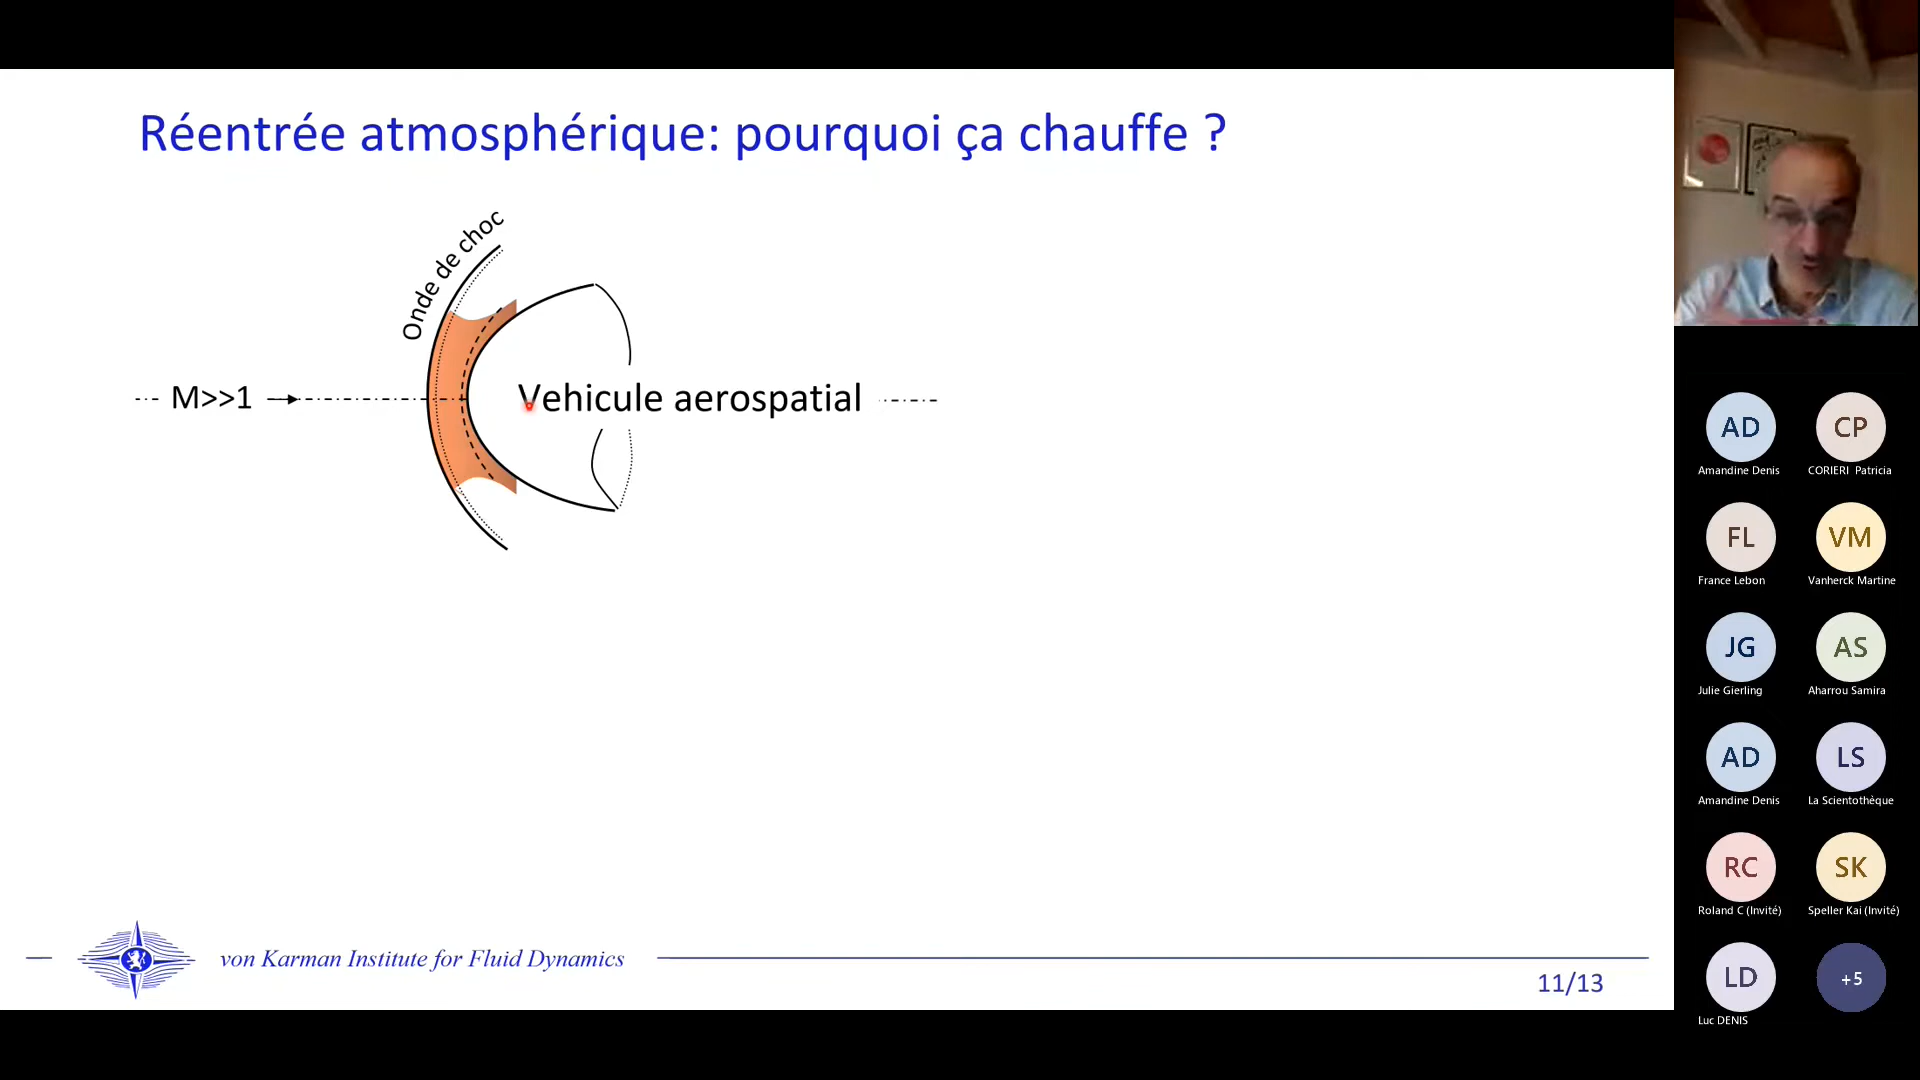 Réentrée atmosphérique: pourquoi ça chauffe ?
Onde de choc
M>>1
Vehicule aerospatial
von Karman Institute for Fluid Dynamics
11/13
AD
Amandine Denis
CP
CORIERI Patricia
FL
France Lebon
VM
Vanherck Martine
JG
Julie Gierling
AS
Aharrou Samira
AD
Amandine Denis
LS
La Scientothèque
RC
Roland C (Invité)
SK
Speller Kai (Invité)
LD
Luc DENIS
+5